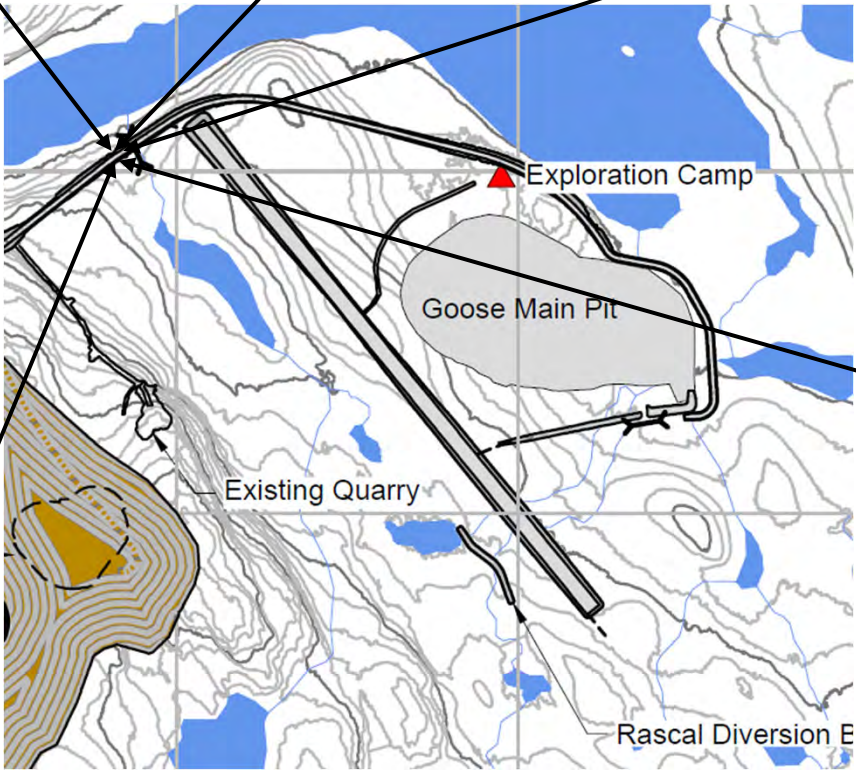 Exploration Camp
Goose Main Pit
Existing Quarry
Rascal Diversion B